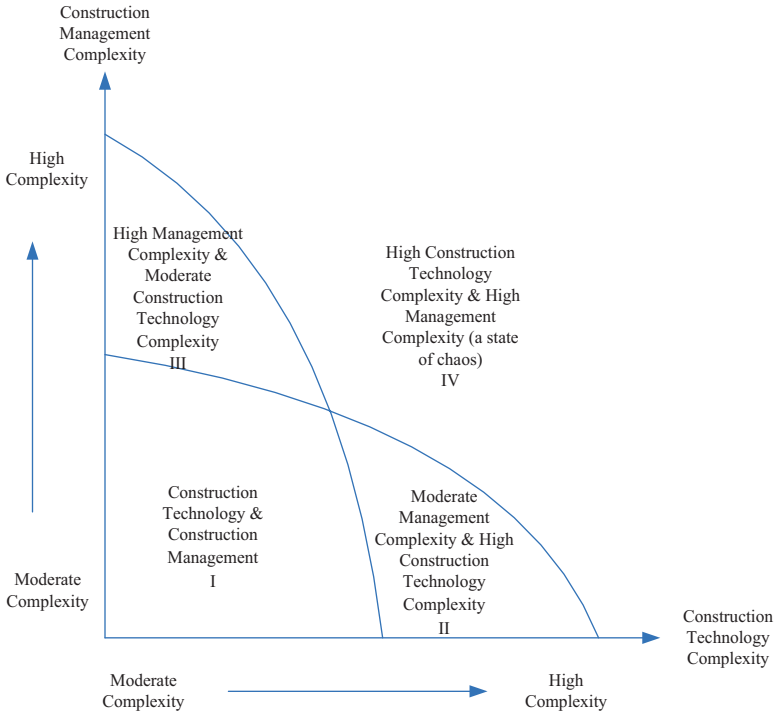 Construction
Management
Complexity
High
Complexity
High Management
Complexity &
Moderate
Construction
Technology
Complexity
III
High Construction
Technology
Complexity & High
Management
Complexity (a state
of chaos)
IV
Construction
Technology &
Construction
Management
I
Moderate
Management
Complexity & High
Construction
Technology
Complexity
II
Moderate
Complexity
Construction
Technology
Complexity
Moderate
Complexity
High
Complexity